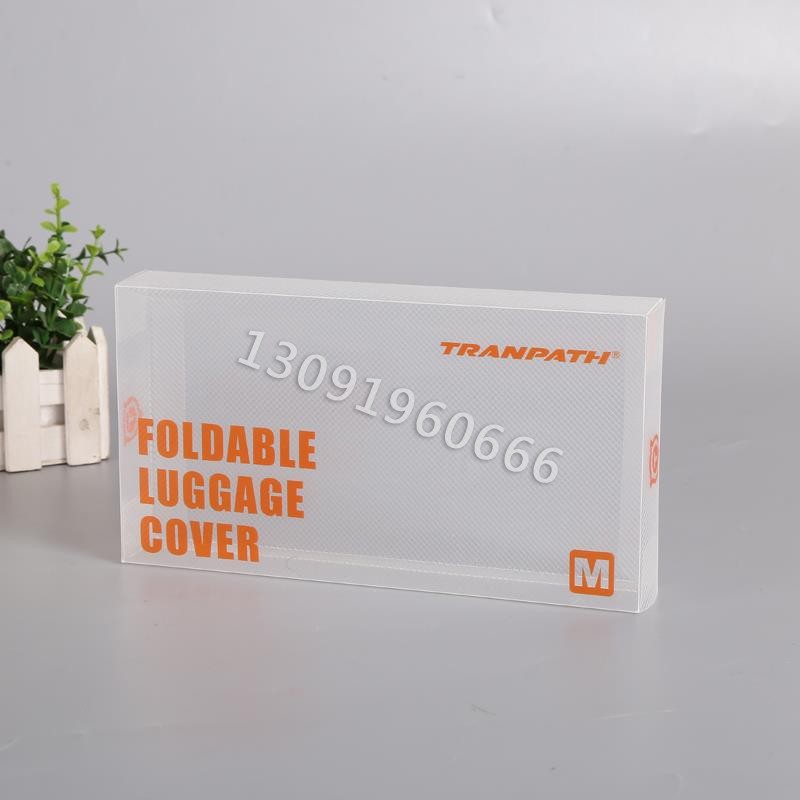 TRANPATH®
13091960666
FOLDABLE
LUGGAGE
COVER
M